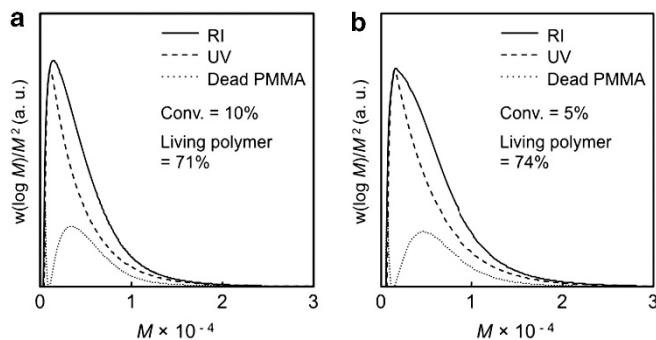 a
RI
UV
Dead PMMA
Conv. = 10%
Living polymer
= 71%
w(log M)/M² (a. u.)
0 1 2 3
M × 10⁻⁴
b
RI
UV
Dead PMMA
Conv. = 5%
Living polymer
= 74%
w(log M)/M² (a. u.)
0 1 2 3
M × 10⁻⁴